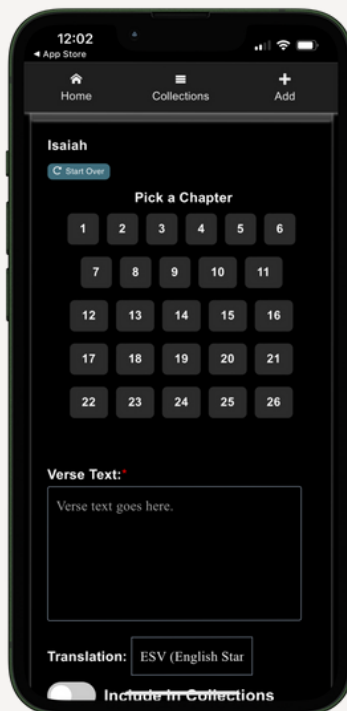 12:02
◄ App Store
Home Collections Add
Isaiah
Start Over
Pick a Chapter
1 2 3 4 5 6
7 8 9 10 11
12 13 14 15 16
17 18 19 20 21
22 23 24 25 26
Verse Text:*
Verse text goes here.
Translation: ESV (English Star
Include in Collections